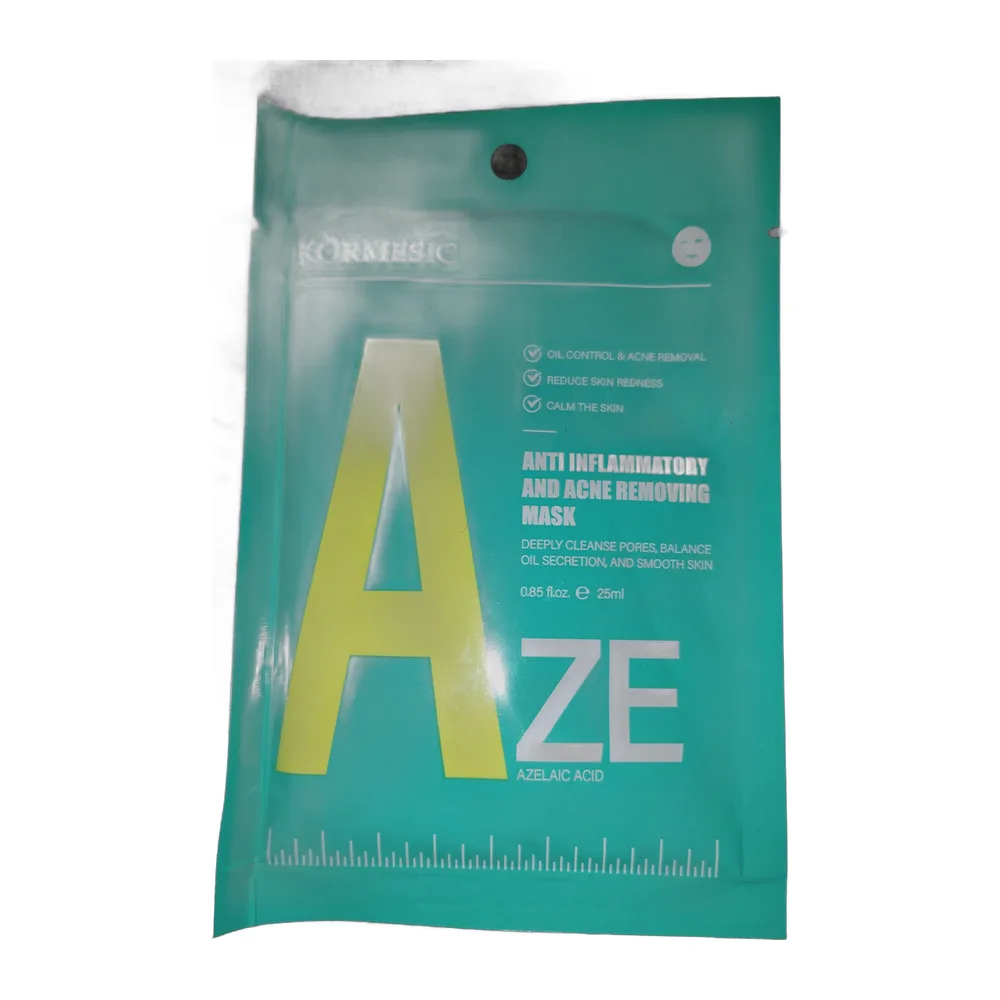 KORMESIC
OIL CONTROL & ACNE REMOVAL
REDUCE SKIN REDNESS
CALM THE SKIN
ANTI INFLAMMATORY
AND ACNE REMOVING
MASK
DEEPLY CLEANSE PORES, BALANCE
OIL SECRETION, AND SMOOTH SKIN
0.85 fl.oz. ℮ 25ml
AZE
AZELAIC ACID